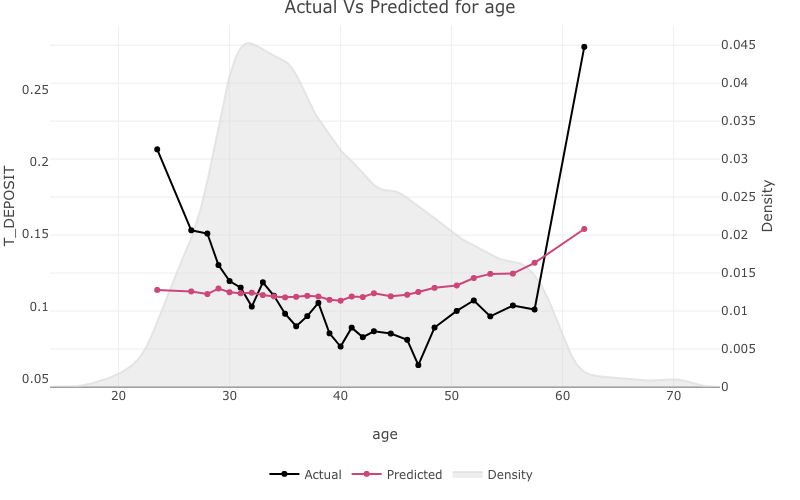 Actual Vs Predicted for age
T_DEPOSIT
0.25
0.2
0.15
0.1
0.05
0.045
0.04
0.035
0.03
0.025
0.02
0.015
0.01
0.005
0
Density
20 30 40 50 60 70
age
Actual Predicted Density